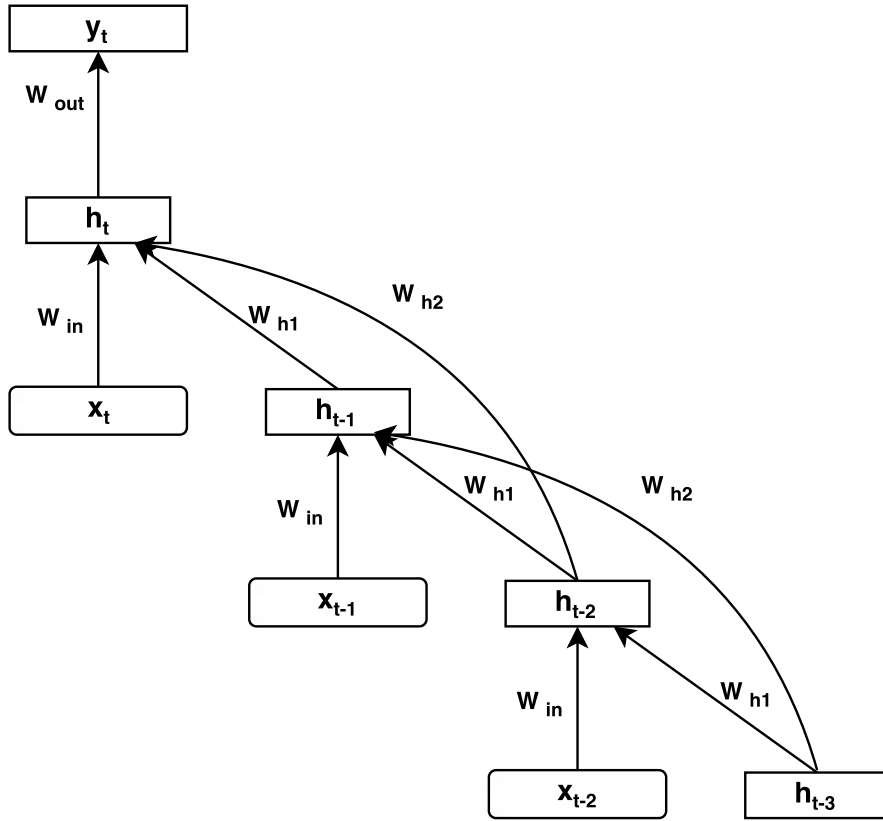 y_t
W_out
h_t
W_h2
W_in
W_h1
x_t
h_t-1
W_h1
W_h2
W_in
x_t-1
h_t-2
W_in
W_h1
x_t-2
h_t-3